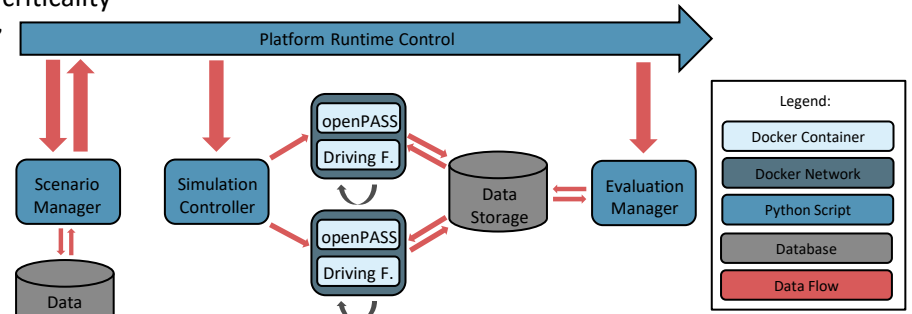 criticality
Platform Runtime Control
Legend:
Docker Container
Docker Network
Python Script
Database
Data Flow
openPASS
Driving F.
Scenario
Manager
Simulation
Controller
Data
Storage
Evaluation
Manager
openPASS
Driving F.
Data